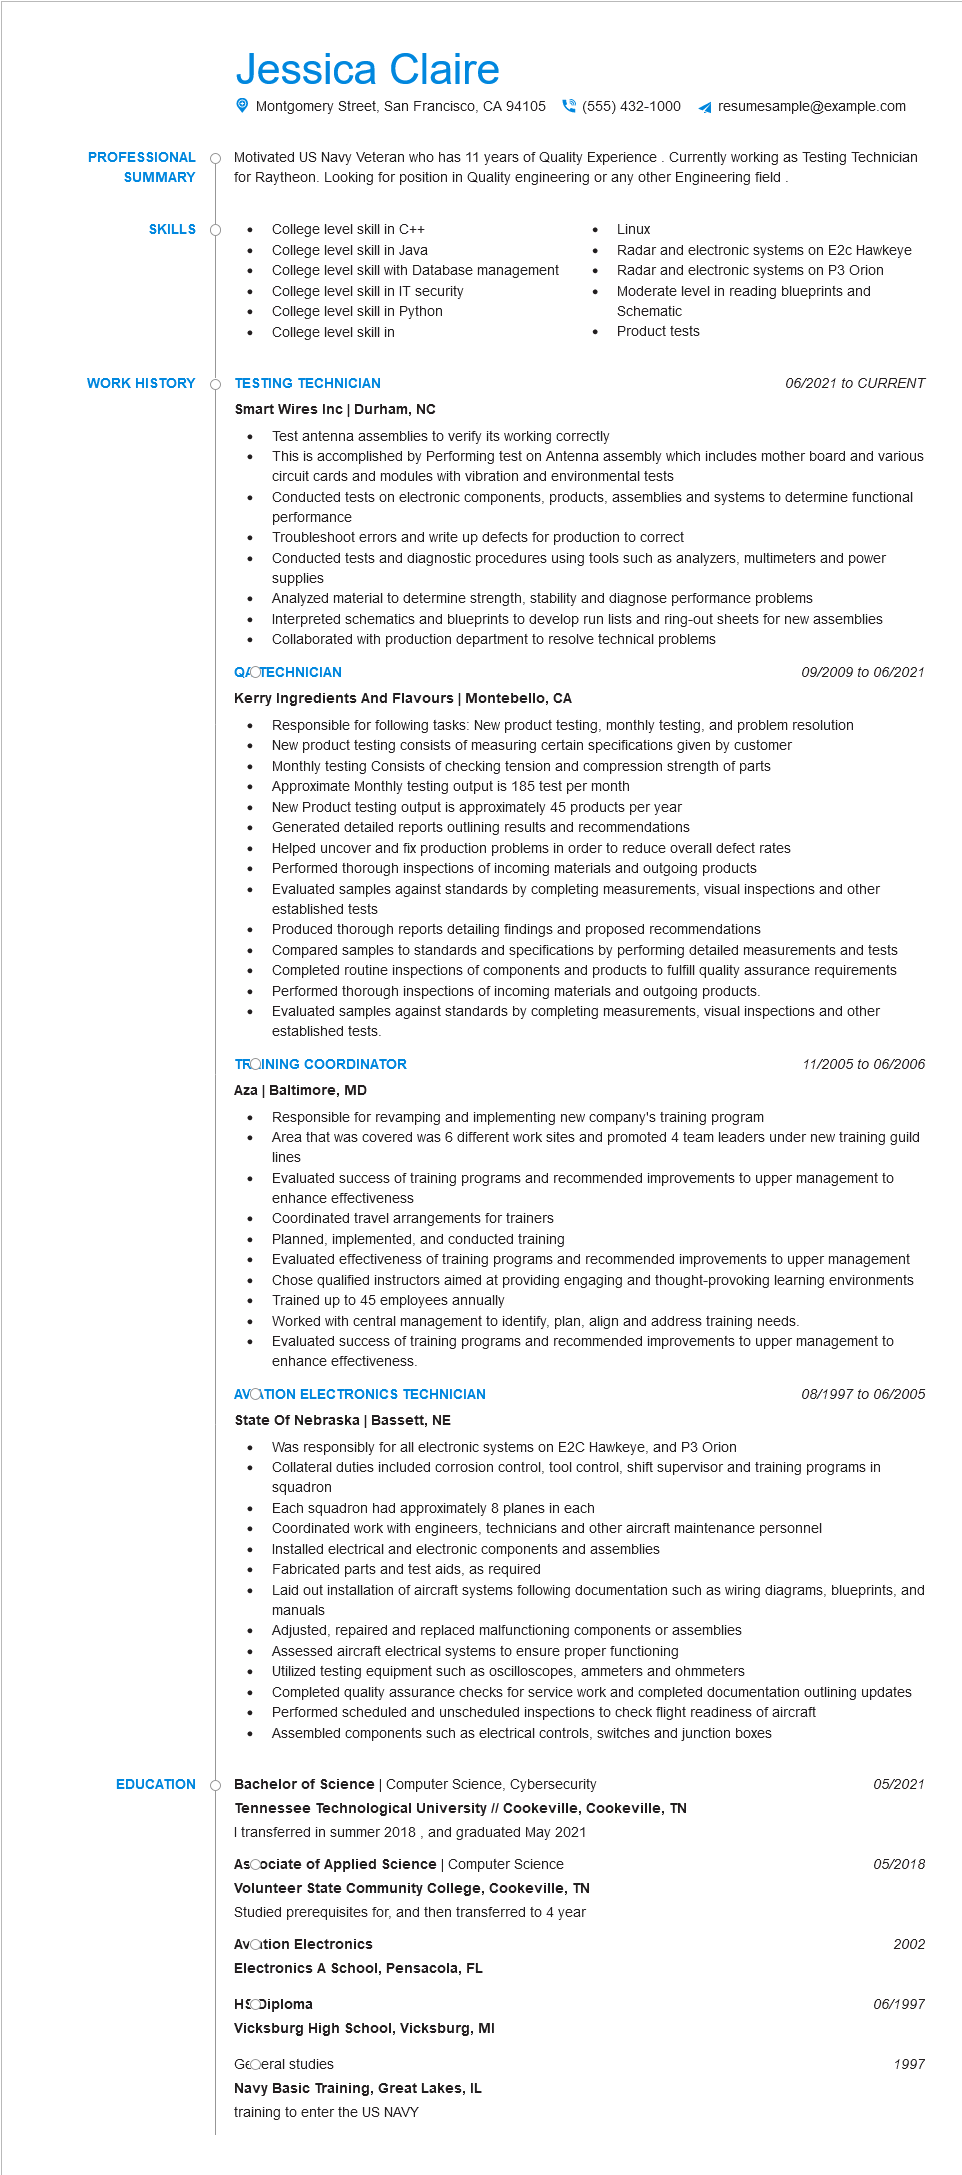 Jessica Claire
Montgomery Street, San Francisco, CA 94105 (555) 432-1000 resumesample@example.com
PROFESSIONAL SUMMARY
Motivated US Navy Veteran who has 11 years of Quality Experience . Currently working as Testing Technician
for Raytheon. Looking for position in Quality engineering or any other Engineering field .
SKILLS
• College level skill in C++
• College level skill in Java
• College level skill with Database management
• College level skill in IT security
• College level skill in Python
• College level skill in
• Linux
• Radar and electronic systems on E2c Hawkeye
• Radar and electronic systems on P3 Orion
• Moderate level in reading blueprints and
Schematic
• Product tests
WORK HISTORY
TESTING TECHNICIAN 06/2021 to CURRENT
Smart Wires Inc | Durham, NC
• Test antenna assemblies to verify its working correctly
• This is accomplished by Performing test on Antenna assembly which includes mother board and various
circuit cards and modules with vibration and environmental tests
• Conducted tests on electronic components, products, assemblies and systems to determine functional
performance
• Troubleshoot errors and write up defects for production to correct
• Conducted tests and diagnostic procedures using tools such as analyzers, multimeters and power
supplies
• Analyzed material to determine strength, stability and diagnose performance problems
• Interpreted schematics and blueprints to develop run lists and ring-out sheets for new assemblies
• Collaborated with production department to resolve technical problems
QA TECHNICIAN 09/2009 to 06/2021
Kerry Ingredients And Flavours | Montebello, CA
• Responsible for following tasks: New product testing, monthly testing, and problem resolution
• New product testing consists of measuring certain specifications given by customer
• Monthly testing Consists of checking tension and compression strength of parts
• Approximate Monthly testing output is 185 test per month
• New Product testing output is approximately 45 products per year
• Generated detailed reports outlining results and recommendations
• Helped uncover and fix production problems in order to reduce overall defect rates
• Performed thorough inspections of incoming materials and outgoing products
• Evaluated samples against standards by completing measurements, visual inspections and other
established tests
• Produced thorough reports detailing findings and proposed recommendations
• Compared samples to standards and specifications by performing detailed measurements and tests
• Completed routine inspections of components and products to fulfill quality assurance requirements
• Performed thorough inspections of incoming materials and outgoing products.
• Evaluated samples against standards by completing measurements, visual inspections and other
established tests.
TRAINING COORDINATOR 11/2005 to 06/2006
Aza | Baltimore, MD
• Responsible for revamping and implementing new company's training program
• Area that was covered was 6 different work sites and promoted 4 team leaders under new training guild
lines
• Evaluated success of training programs and recommended improvements to upper management to
enhance effectiveness
• Coordinated travel arrangements for trainers
• Planned, implemented, and conducted training
• Evaluated effectiveness of training programs and recommended improvements to upper management
• Chose qualified instructors aimed at providing engaging and thought-provoking learning environments
• Trained up to 45 employees annually
• Worked with central management to identify, plan, align and address training needs.
• Evaluated success of training programs and recommended improvements to upper management to
enhance effectiveness.
AVIATION ELECTRONICS TECHNICIAN 08/1997 to 06/2005
State Of Nebraska | Bassett, NE
• Was responsibly for all electronic systems on E2C Hawkeye, and P3 Orion
• Collateral duties included corrosion control, tool control, shift supervisor and training programs in
squadron
• Each squadron had approximately 8 planes in each
• Coordinated work with engineers, technicians and other aircraft maintenance personnel
• Installed electrical and electronic components and assemblies
• Fabricated parts and test aids, as required
• Laid out installation of aircraft systems following documentation such as wiring diagrams, blueprints, and
manuals
• Adjusted, repaired and replaced malfunctioning components or assemblies
• Assessed aircraft electrical systems to ensure proper functioning
• Utilized testing equipment such as oscilloscopes, ammeters and ohmmeters
• Completed quality assurance checks for service work and completed documentation outlining updates
• Performed scheduled and unscheduled inspections to check flight readiness of aircraft
• Assembled components such as electrical controls, switches and junction boxes
EDUCATION
Bachelor of Science | Computer Science, Cybersecurity 05/2021
Tennessee Technological University // Cookeville, Cookeville, TN
I transferred in summer 2018 , and graduated May 2021
Associate of Applied Science | Computer Science 05/2018
Volunteer State Community College, Cookeville, TN
Studied prerequisites for, and then transferred to 4 year
Aviation Electronics 2002
Electronics A School, Pensacola, FL
HS Diploma 06/1997
Vicksburg High School, Vicksburg, MI
General studies 1997
Navy Basic Training, Great Lakes, IL
training to enter the US NAVY